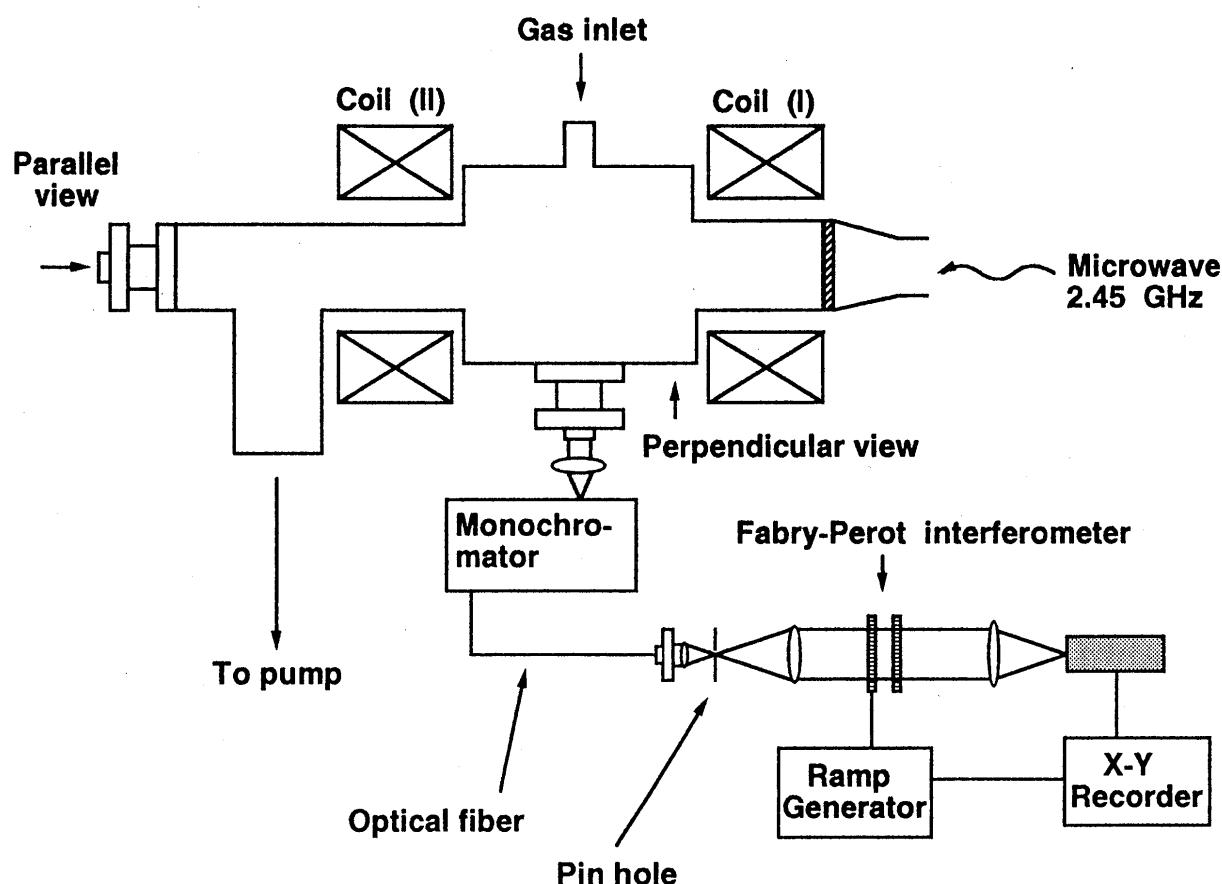 Gas inlet
Coil (II)
Coil (I)
Parallel
view
Microwave
2.45 GHz
Perpendicular view
Monochro-
mator
Fabry-Perot interferometer
To pump
Ramp
Generator
X-Y
Recorder
Optical fiber
Pin hole